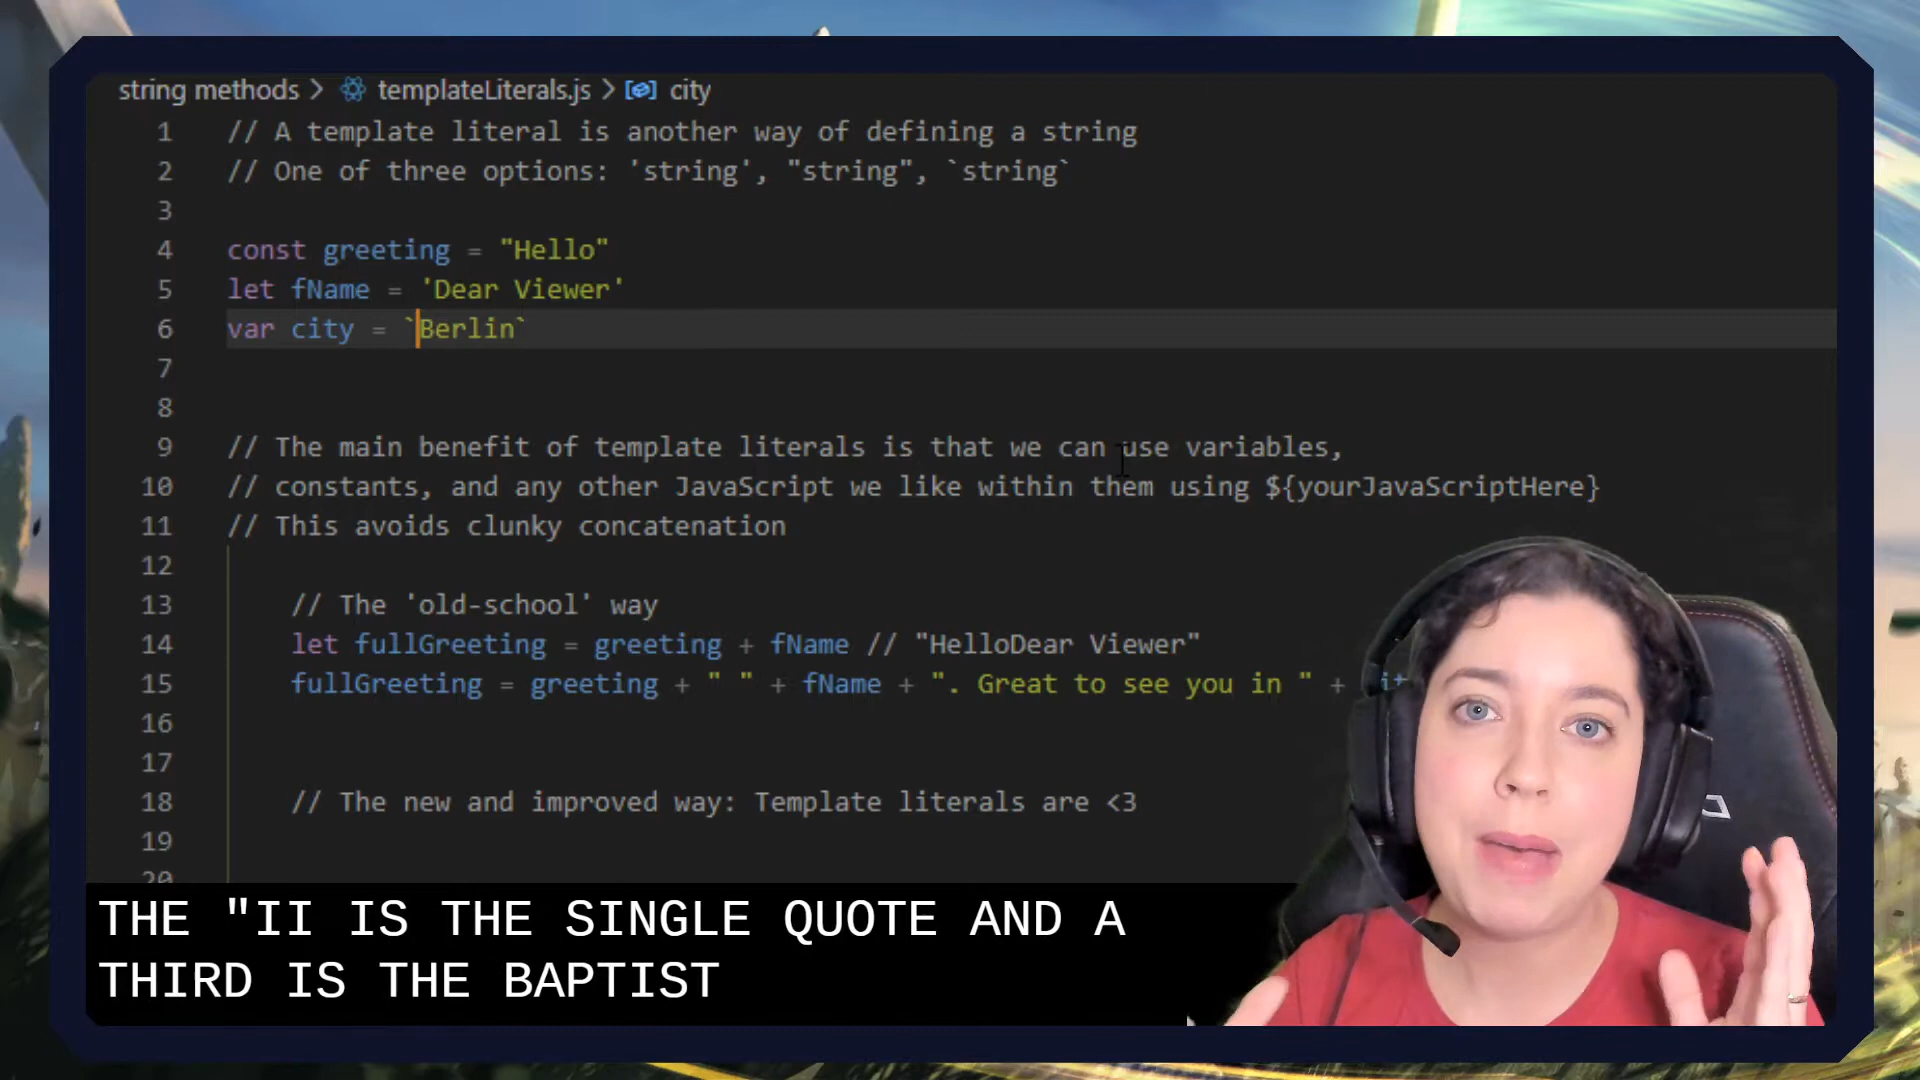 string methods > templateLiterals.js > city
1 // A template literal is another way of defining a string
2 // One of three options: 'string', "string", `string`
3
4 const greeting = "Hello"
5 let fName = 'Dear Viewer'
6 var city = `Berlin`
7
8
9 // The main benefit of template literals is that we can use variables,
10 // constants, and any other JavaScript we like within them using ${yourJavaScriptHere}
11 // This avoids clunky concatenation
12
13 // The 'old-school' way
14 let fullGreeting = greeting + fName // "HelloDear Viewer"
15 fullGreeting = greeting + " " + fName + ". Great to see you in " +
16
17
18 // The new and improved way: Template literals are <3
19
20
THE "II IS THE SINGLE QUOTE AND A
THIRD IS THE BAPTIST